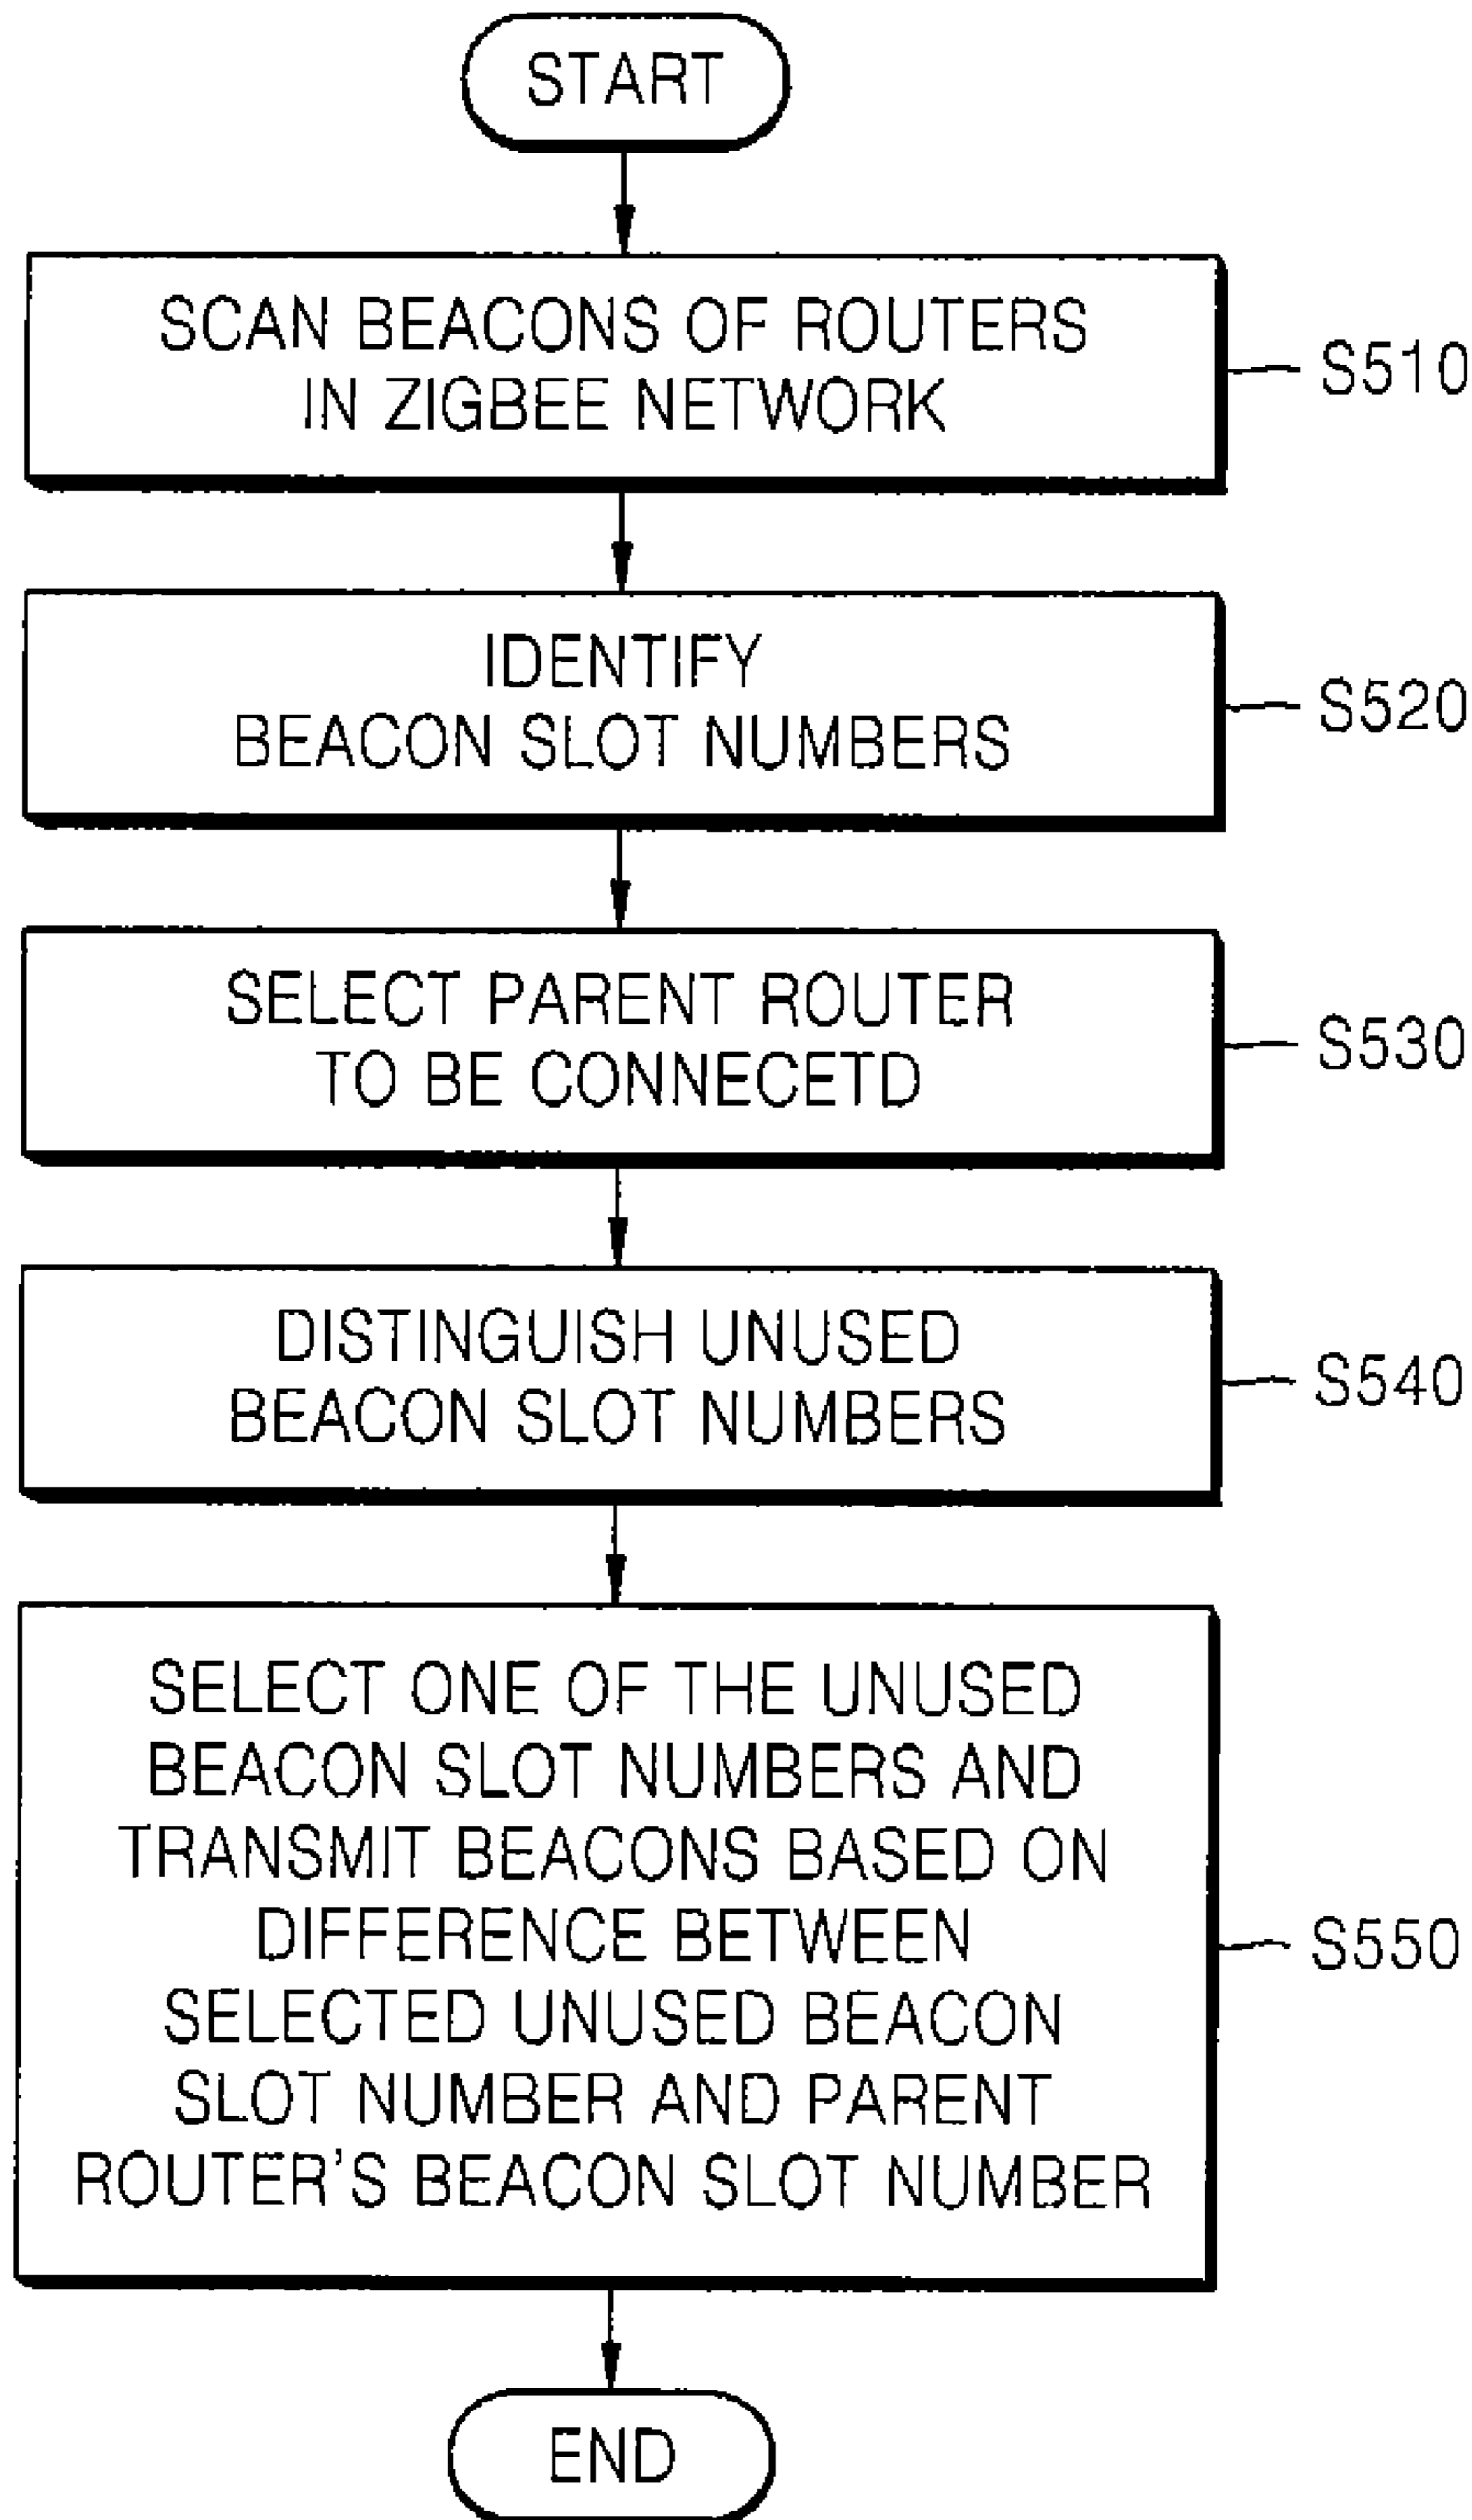 START
SCAN BEACONS OF ROUTERS
IN ZIGBEE NETWORK
S510
IDENTIFY
BEACON SLOT NUMBERS
S520
SELECT PARENT ROUTER
TO BE CONNECETD
S530
DISTINGUISH UNUSED
BEACON SLOT NUMBERS
S540
SELECT ONE OF THE UNUSED
BEACON SLOT NUMBERS AND
TRANSMIT BEACONS BASED ON
DIFFERENCE BETWEEN
SELECTED UNUSED BEACON
SLOT NUMBER AND PARENT
ROUTER'S BEACON SLOT NUMBER
S550
END